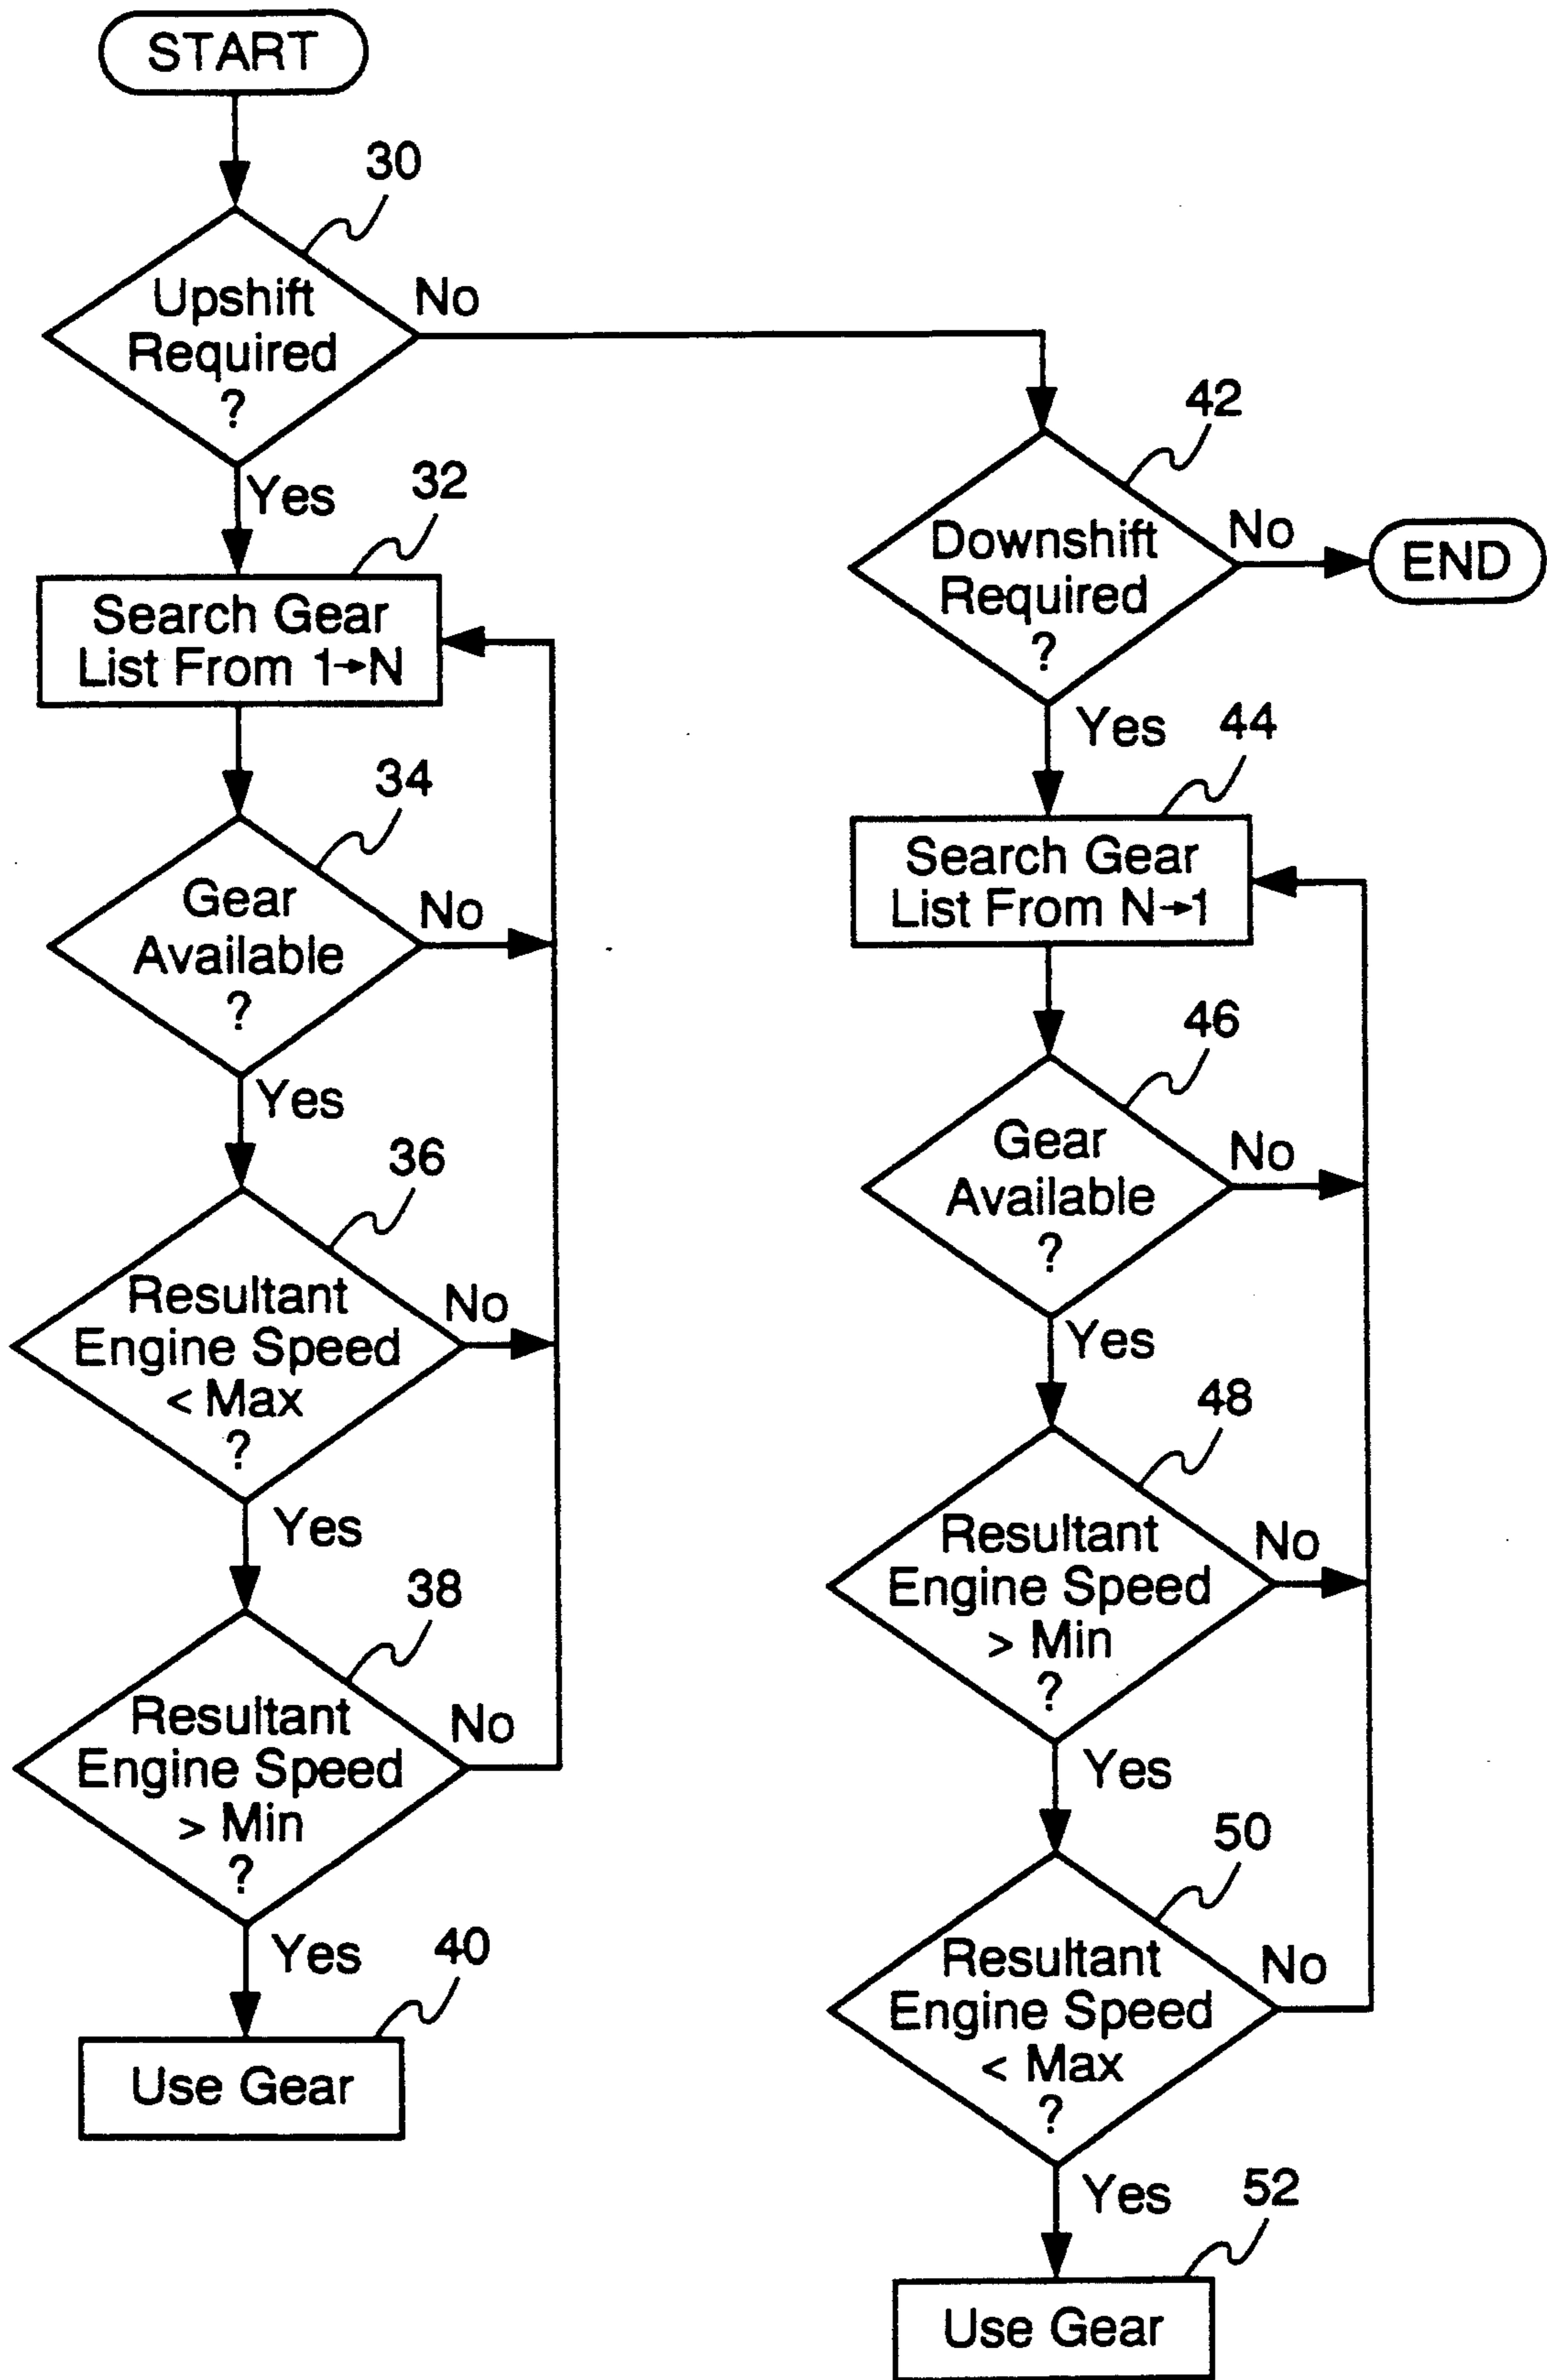 START
30
Upshift
Required
?
No
Yes
32
Search Gear
List From 1→N
34
Gear
Available
?
No
Yes
36
Resultant
Engine Speed
< Max
?
No
Yes
38
Resultant
Engine Speed
> Min
?
No
Yes
40
Use Gear
42
Downshift
Required
?
No
END
Yes
44
Search Gear
List From N→1
46
Gear
Available
?
No
Yes
48
Resultant
Engine Speed
> Min
?
No
Yes
50
Resultant
Engine Speed
< Max
?
No
Yes
52
Use Gear